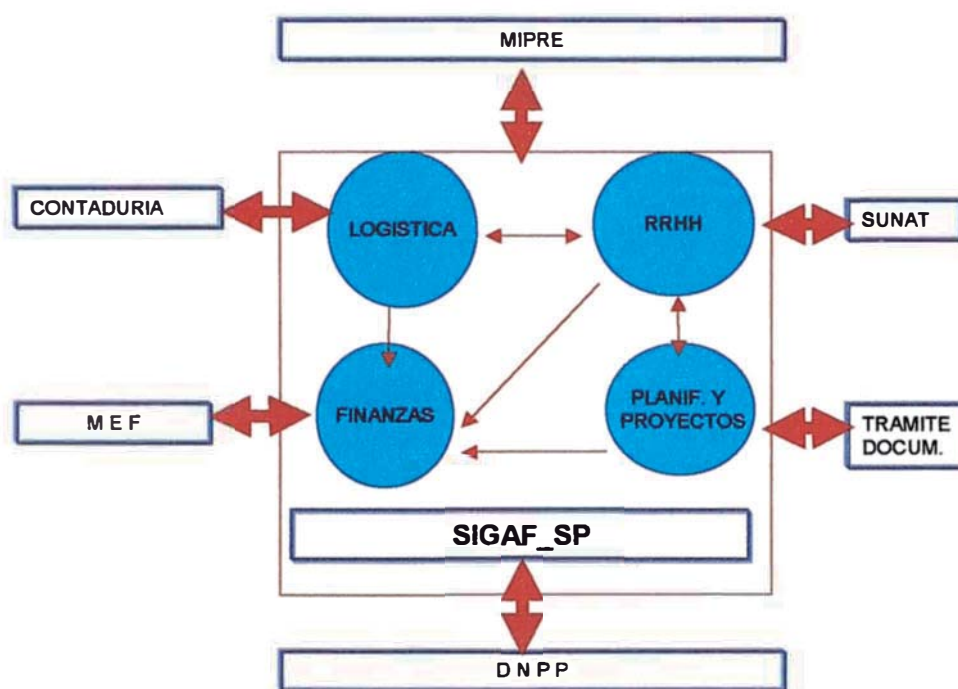 MIPRE
CONTADURIA
LOGISTICA
RRHH
SUNAT
M E F
FINANZAS
PLANIF. Y
PROYECTOS
TRAMITE
DOCUM.
SIGAF_SP
D N P P